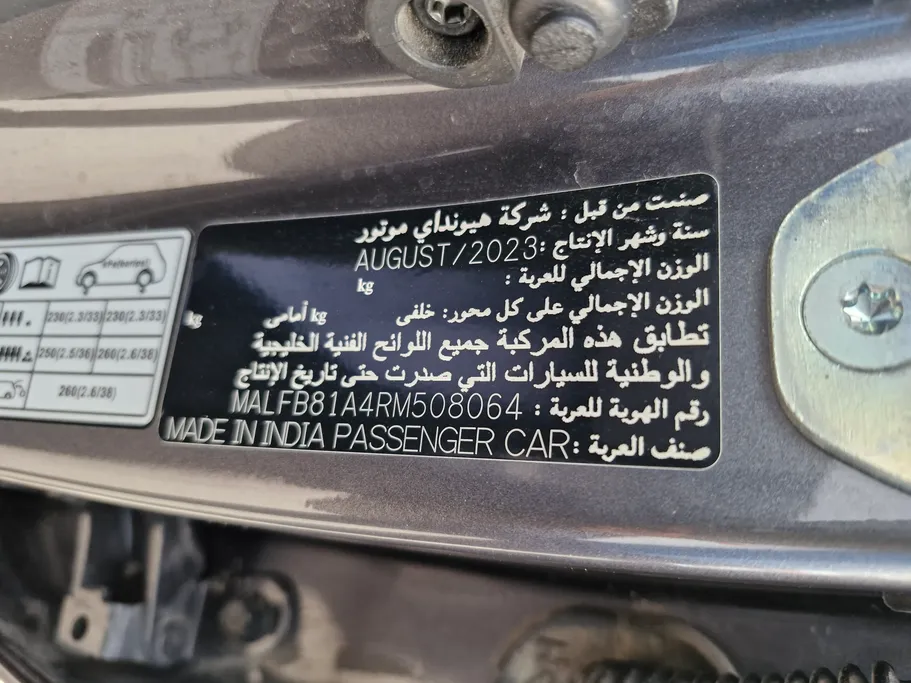 صنعت من قبل : شركة هيونداي موتور
سنة وشهر الإنتاج: AUGUST/2023
الوزن الإجمالي للعربة : kg
الوزن الإجمالي على كل محور: خلفى kg أمامى kg
تطابق هذه المركبة جميع اللوائح الفنية الخليجية
والوطنية للسيارات التي صدرت حتى تاريخ الإنتاج
رقم الهوية للعربة : MALFB81A4RM508064
صنف العربة : MADE IN INDIA PASSENGER CAR
230(2.3/33) 230(2.3/33)
250(2.5/36) 260(2.6/38)
260(2.6/38)